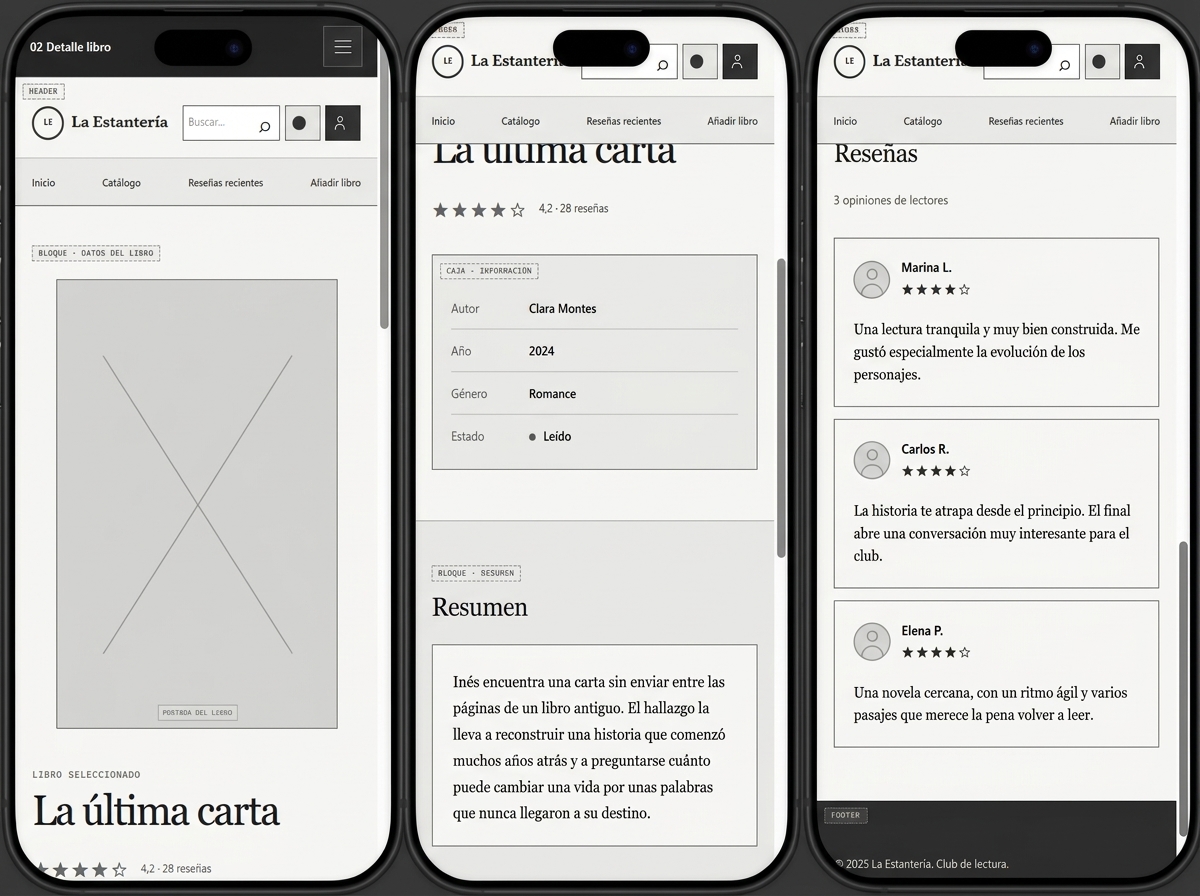 02 Detalle libro
HEADER
LE
La Estantería
Buscar...
Inicio
Catálogo
Reseñas recientes
Añadir libro
BLOQUE - DATOS DEL LIBRO
LIBRO SELECCIONADO
La última carta
4,2 · 28 reseñas
LE
La Estantería
Inicio
Catálogo
Reseñas recientes
Añadir libro
La última carta
4,2 · 28 reseñas
CAJA -
Autor
Clara Montes
Año
2024
Género
Romance
Estado
Leído
BLOQUE -
Resumen
Inés encuentra una carta sin enviar entre las
páginas de un libro antiguo. El hallazgo la
lleva a reconstruir una historia que comenzó
muchos años atrás y a preguntarse cuánto
puede cambiar una vida por unas palabras
que nunca llegaron a su destino.
LE
La Estantería
Inicio
Catálogo
Reseñas recientes
Añadir libro
Reseñas
3 opiniones de lectores
Marina L.
Una lectura tranquila y muy bien construida. Me
gustó especialmente la evolución de los
personajes.
Carlos R.
La historia te atrapa desde el principio. El final
abre una conversación muy interesante para el
club.
Elena P.
Una novela cercana, con un ritmo ágil y varios
pasajes que merece la pena volver a leer.
FOOTER
© 2025 La Estantería. Club de lectura.